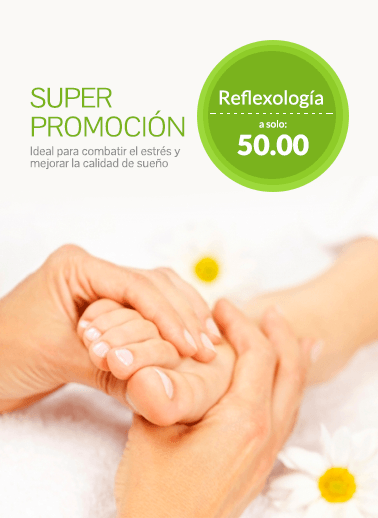 SUPER
PROMOCIÓN
Ideal para combatir el estrés y
mejorar la calidad de sueño
Reflexología
a solo:
50.00